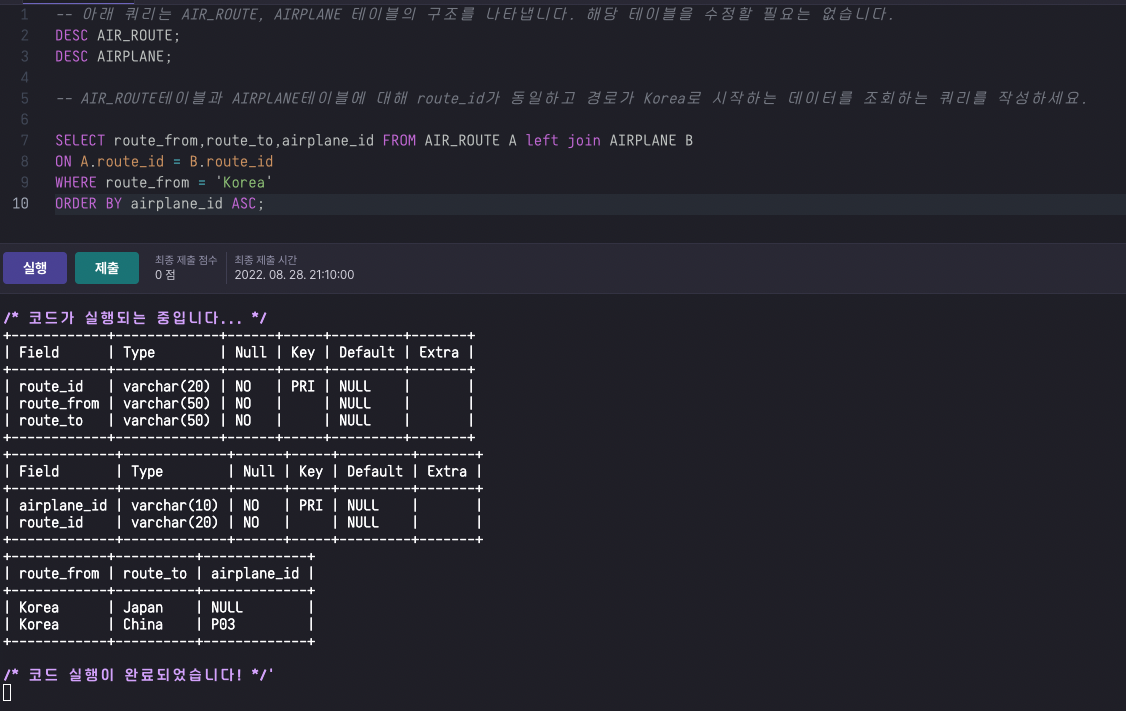 1 -- 아래 쿼리는 AIR_ROUTE, AIRPLANE 테이블의 구조를 나타냅니다. 해당 테이블을 수정할 필요는 없습니다.
2 DESC AIR_ROUTE;
3 DESC AIRPLANE;
4
5 -- AIR_ROUTE테이블과 AIRPLANE테이블에 대해 route_id가 동일하고 경로가 Korea로 시작하는 데이터를 조회하는 쿼리를 작성하세요.
6
7 SELECT route_from,route_to,airplane_id FROM AIR_ROUTE A left join AIRPLANE B
8 ON A.route_id = B.route_id
9 WHERE route_from = 'Korea'
10 ORDER BY airplane_id ASC;
실행 제출 최종 제출 점수 최종 제출 시간
0 점 2022. 08. 28. 21:10:00
/* 코드가 실행되는 중입니다... */
+------------+-------------+------+-----+---------+-------+
| Field      | Type        | Null | Key | Default | Extra |
+------------+-------------+------+-----+---------+-------+
| route_id   | varchar(20) | NO   | PRI | NULL    |       |
| route_from | varchar(50) | NO   |     | NULL    |       |
| route_to   | varchar(50) | NO   |     | NULL    |       |
+------------+-------------+------+-----+---------+-------+
+-------------+-------------+------+-----+---------+-------+
| Field       | Type        | Null | Key | Default | Extra |
+-------------+-------------+------+-----+---------+-------+
| airplane_id | varchar(10) | NO   | PRI | NULL    |       |
| route_id    | varchar(20) | NO   |     | NULL    |       |
+-------------+-------------+------+-----+---------+-------+
+------------+----------+-------------+
| route_from | route_to | airplane_id |
+------------+----------+-------------+
| Korea      | Japan    | NULL        |
| Korea      | China    | P03         |
+------------+----------+-------------+
/* 코드 실행이 완료되었습니다! */'